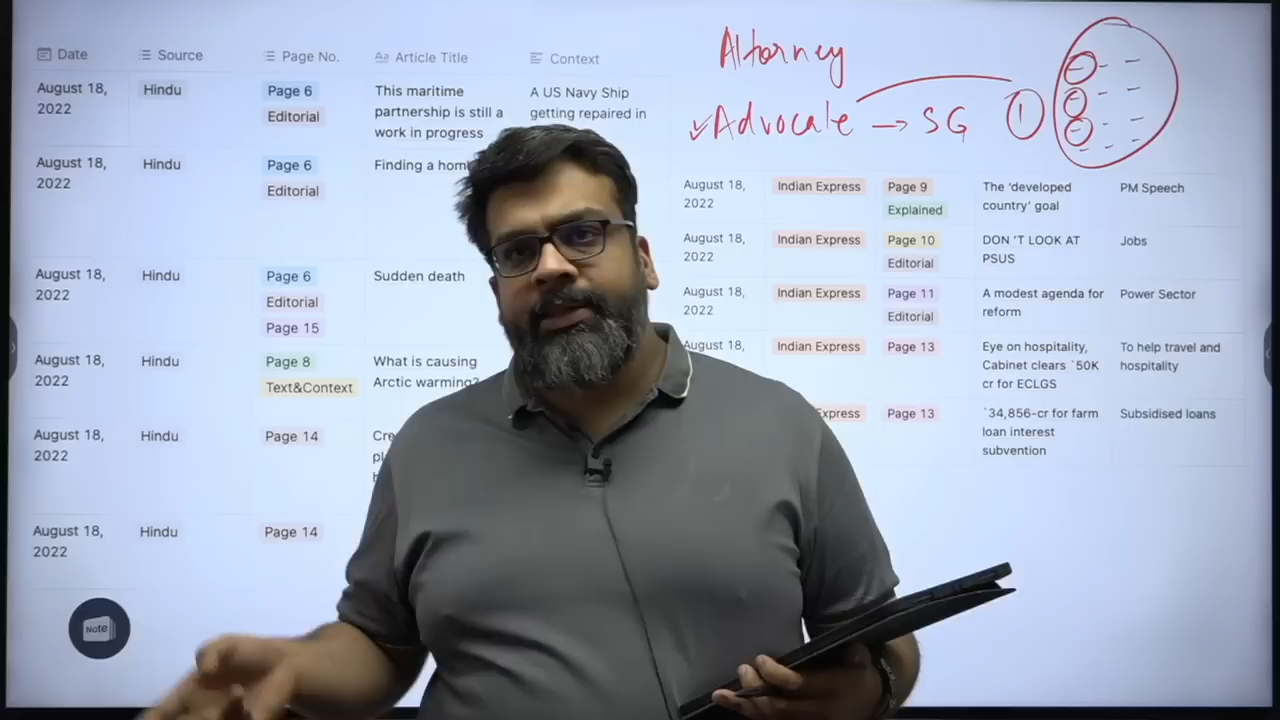 Date Source Page No. Article Title Context
August 18, 2022 Hindu Page 6 Editorial This maritime partnership is still a work in progress A US Navy Ship getting repaired in
August 18, 2022 Hindu Page 6 Editorial Finding a hom
August 18, 2022 Hindu Page 6 Editorial Page 15 Sudden death
August 18, 2022 Hindu Page 8 Text&Context What is causing Arctic warming?
August 18, 2022 Hindu Page 14
August 18, 2022 Hindu Page 14
Note
Attorney
Advocate → SG 1
August 18, 2022 Indian Express Page 9 Explained The 'developed country' goal PM Speech
August 18, 2022 Indian Express Page 10 Editorial DON 'T LOOK AT PSUS Jobs
August 18, 2022 Indian Express Page 11 Editorial A modest agenda for reform Power Sector
August 18, Indian Express Page 13 Eye on hospitality, Cabinet clears `50K cr for ECLGS To help travel and hospitality
Express Page 13 `34,856-cr for farm loan interest subvention Subsidised loans